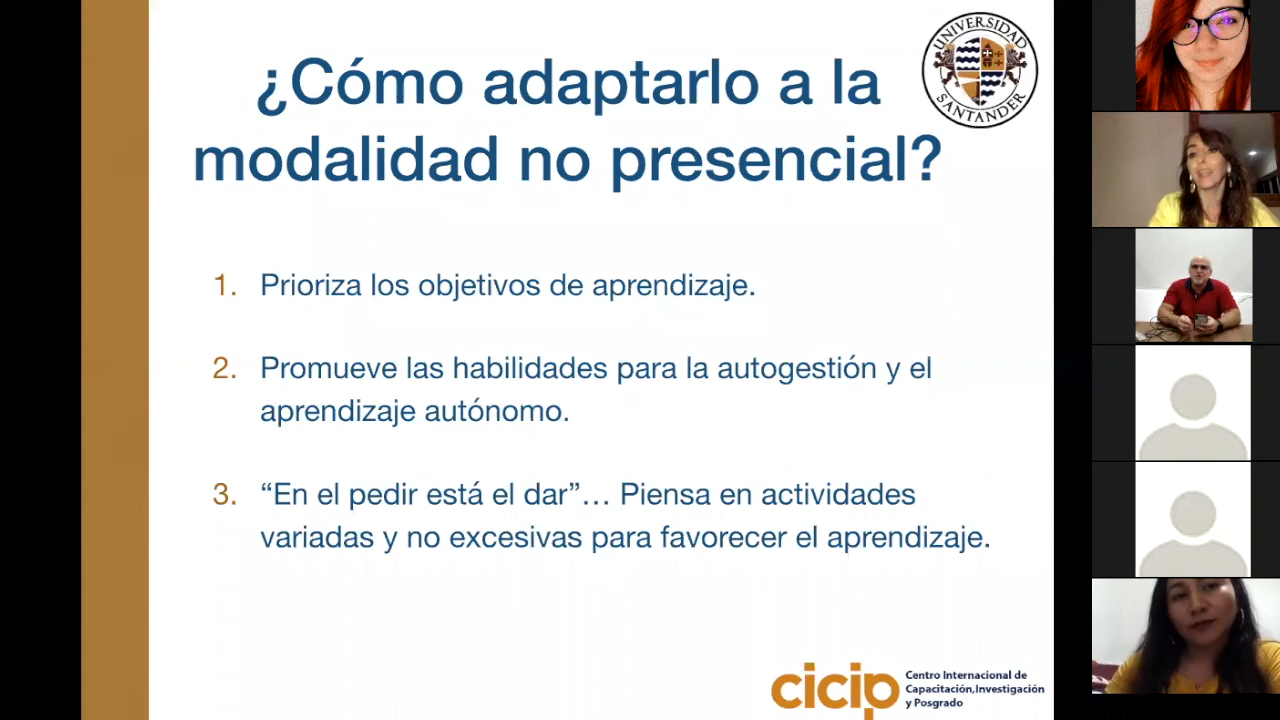 ¿Cómo adaptarlo a la
modalidad no presencial?
UNIVERSIDAD
SANTANDER
1. Prioriza los objetivos de aprendizaje.
2. Promueve las habilidades para la autogestión y el
aprendizaje autónomo.
3. “En el pedir está el dar”… Piensa en actividades
variadas y no excesivas para favorecer el aprendizaje.
cicip
Centro Internacional de
Capacitación,Investigación
y Posgrado